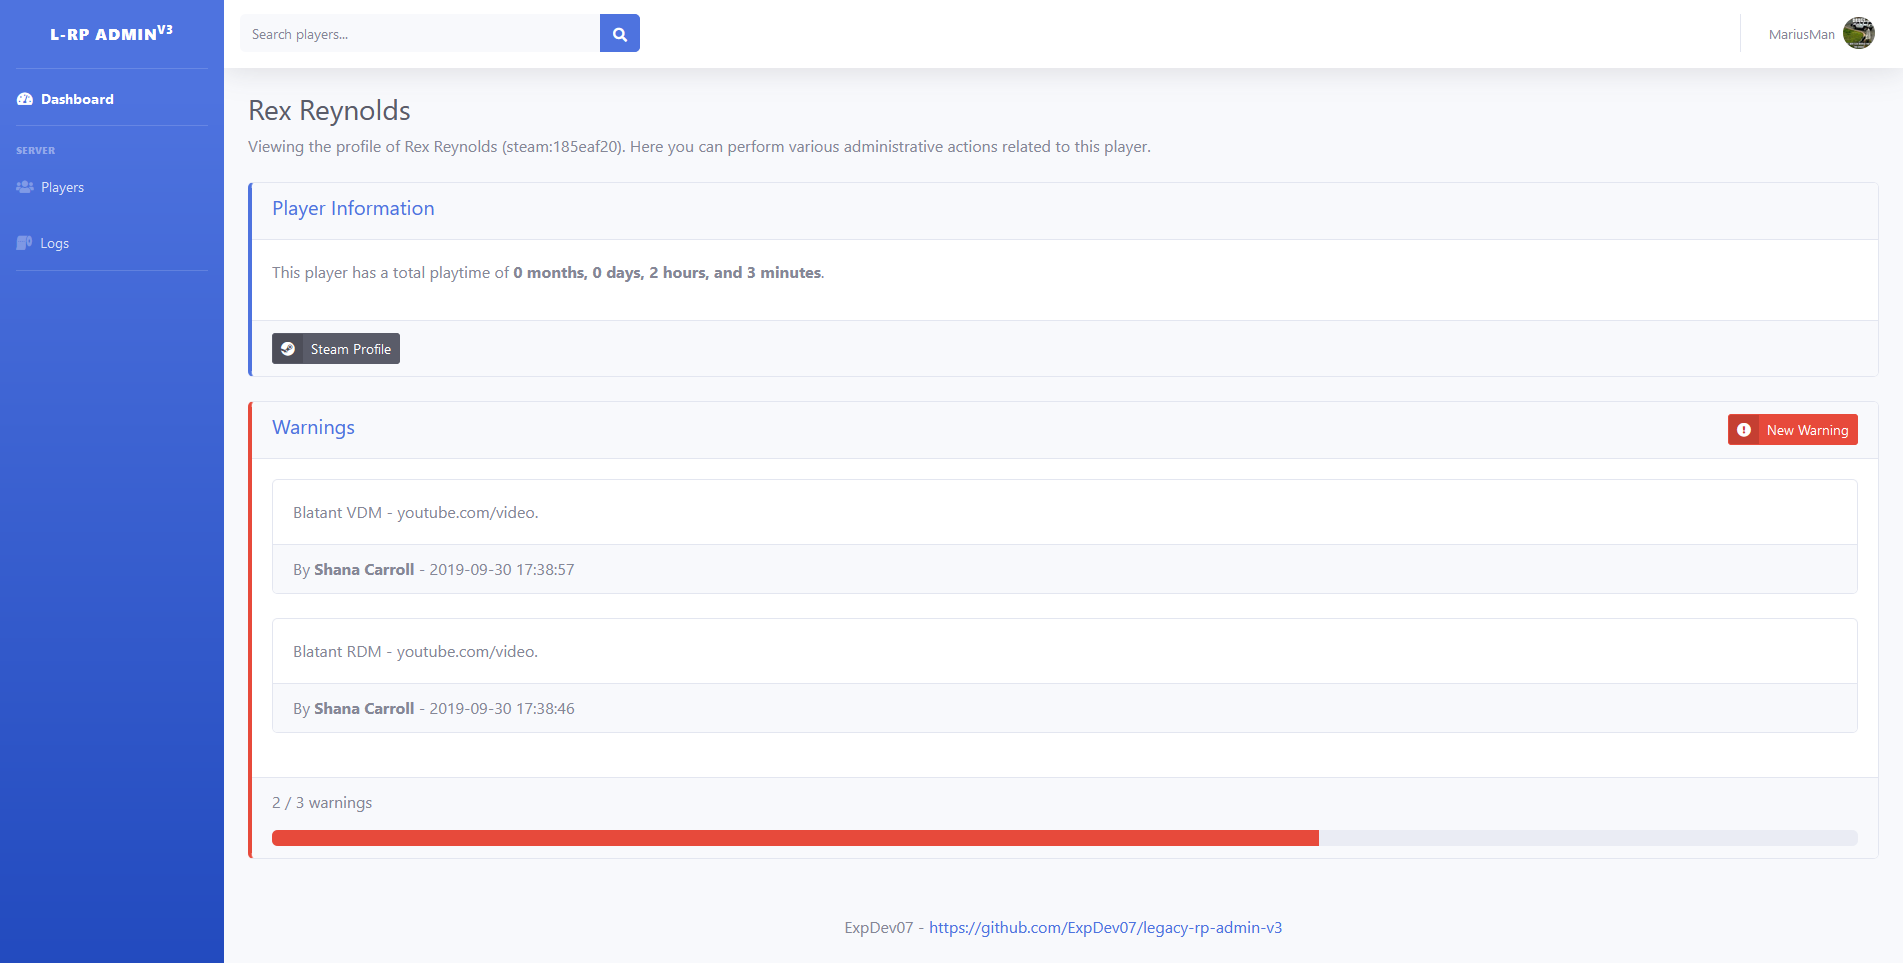 L-RP ADMINV3
Search players...
MariusMan
Dashboard
SERVER
Players
Logs
Rex Reynolds
Viewing the profile of Rex Reynolds (steam:185eaf20). Here you can perform various administrative actions related to this player.
Player Information
This player has a total playtime of 0 months, 0 days, 2 hours, and 3 minutes.
Steam Profile
Warnings
New Warning
Blatant VDM - youtube.com/video.
By Shana Carroll - 2019-09-30 17:38:57
Blatant RDM - youtube.com/video.
By Shana Carroll - 2019-09-30 17:38:46
2 / 3 warnings
ExpDev07 - https://github.com/ExpDev07/legacy-rp-admin-v3